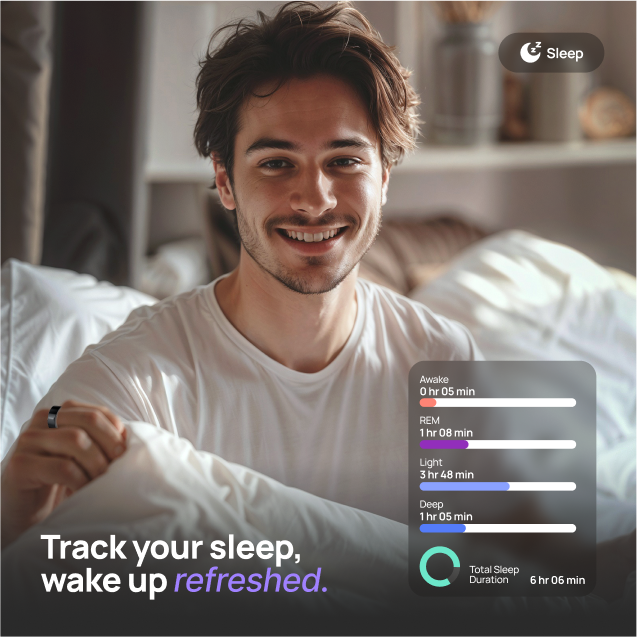 Sleep
Awake
0 hr 05 min
REM
1 hr 08 min
Light
3 hr 48 min
Deep
1 hr 05 min
Total Sleep
Duration
6 hr 06 min
Track your sleep,
wake up refreshed.